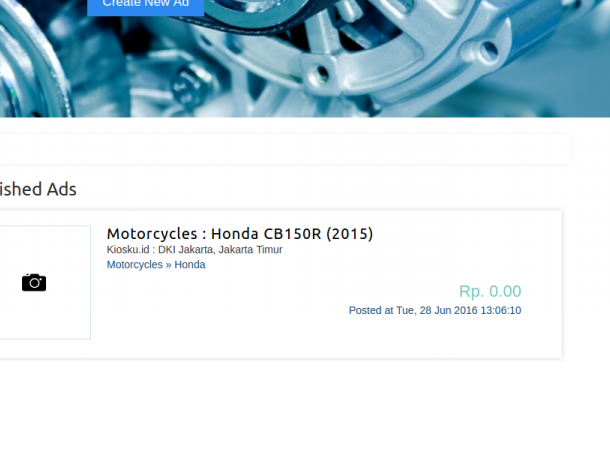 Create New Ad
ished Ads
Motorcycles : Honda CB150R (2015)
Kiosku.id : DKI Jakarta, Jakarta Timur
Motorcycles » Honda
Rp. 0.00
Posted at Tue, 28 Jun 2016 13:06:10